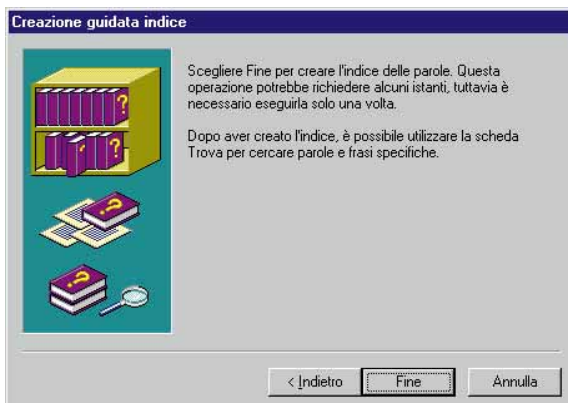 Creazione guidata indice
Scegliere Fine per creare l'indice delle parole. Questa
operazione potrebbe richiedere alcuni istanti, tuttavia è
necessario eseguirla solo una volta.
Dopo aver creato l'indice, è possibile utilizzare la scheda
Trova per cercare parole e frasi specifiche.
< Indietro
Fine
Annulla